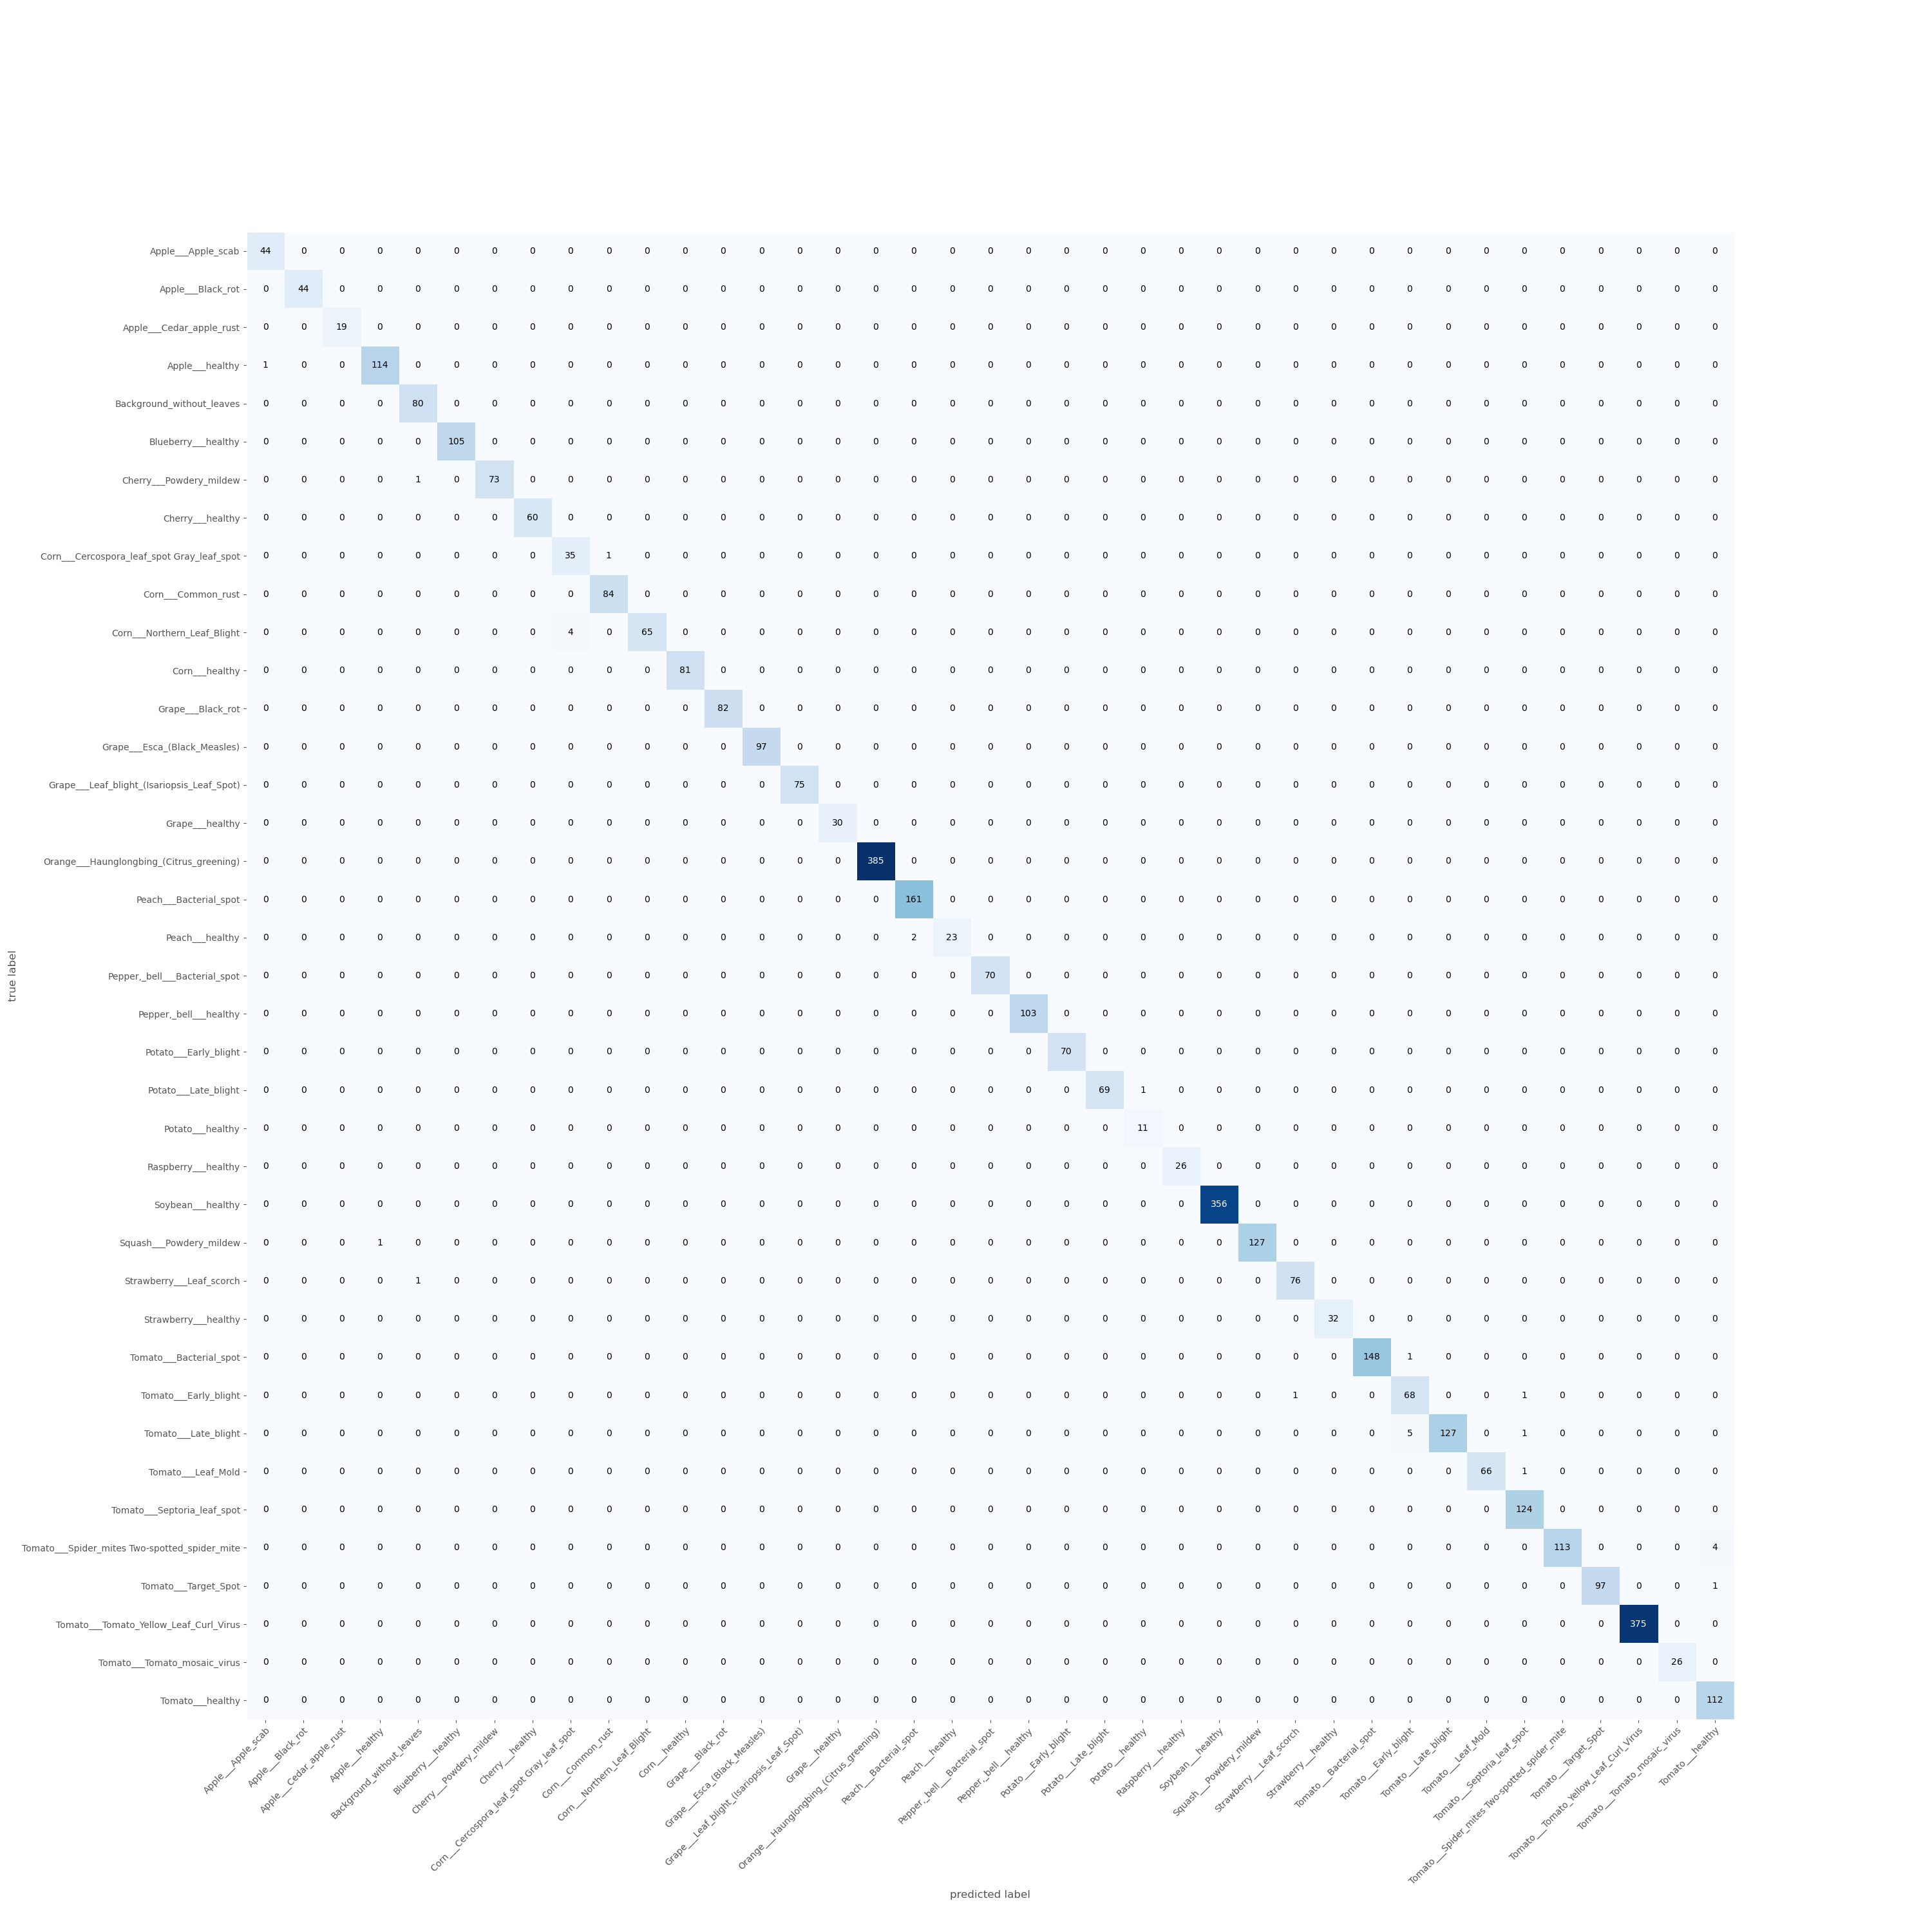 Apple___Apple_scab 44 0 0 0 0 0 0 0 0 0 0 0 0 0 0 0 0 0 0 0 0 0 0 0 0 0 0 0 0 0 0 0 0 0 0 0 0 0 0
Apple___Black_rot 0 44 0 0 0 0 0 0 0 0 0 0 0 0 0 0 0 0 0 0 0 0 0 0 0 0 0 0 0 0 0 0 0 0 0 0 0 0 0
Apple___Cedar_apple_rust 0 0 19 0 0 0 0 0 0 0 0 0 0 0 0 0 0 0 0 0 0 0 0 0 0 0 0 0 0 0 0 0 0 0 0 0 0 0 0
Apple___healthy 1 0 0 114 0 0 0 0 0 0 0 0 0 0 0 0 0 0 0 0 0 0 0 0 0 0 0 0 0 0 0 0 0 0 0 0 0 0 0
Background_without_leaves 0 0 0 0 80 0 0 0 0 0 0 0 0 0 0 0 0 0 0 0 0 0 0 0 0 0 0 0 0 0 0 0 0 0 0 0 0 0 0
Blueberry___healthy 0 0 0 0 0 105 0 0 0 0 0 0 0 0 0 0 0 0 0 0 0 0 0 0 0 0 0 0 0 0 0 0 0 0 0 0 0 0 0
Cherry___Powdery_mildew 0 0 0 0 1 0 73 0 0 0 0 0 0 0 0 0 0 0 0 0 0 0 0 0 0 0 0 0 0 0 0 0 0 0 0 0 0 0 0
Cherry___healthy 0 0 0 0 0 0 0 60 0 0 0 0 0 0 0 0 0 0 0 0 0 0 0 0 0 0 0 0 0 0 0 0 0 0 0 0 0 0 0
Corn___Cercospora_leaf_spot Gray_leaf_spot 0 0 0 0 0 0 0 0 35 1 0 0 0 0 0 0 0 0 0 0 0 0 0 0 0 0 0 0 0 0 0 0 0 0 0 0 0 0 0
Corn___Common_rust 0 0 0 0 0 0 0 0 0 84 0 0 0 0 0 0 0 0 0 0 0 0 0 0 0 0 0 0 0 0 0 0 0 0 0 0 0 0 0
Corn___Northern_Leaf_Blight 0 0 0 0 0 0 0 0 4 0 65 0 0 0 0 0 0 0 0 0 0 0 0 0 0 0 0 0 0 0 0 0 0 0 0 0 0 0 0
Corn___healthy 0 0 0 0 0 0 0 0 0 0 0 81 0 0 0 0 0 0 0 0 0 0 0 0 0 0 0 0 0 0 0 0 0 0 0 0 0 0 0
Grape___Black_rot 0 0 0 0 0 0 0 0 0 0 0 0 82 0 0 0 0 0 0 0 0 0 0 0 0 0 0 0 0 0 0 0 0 0 0 0 0 0 0
Grape___Esca_(Black_Measles) 0 0 0 0 0 0 0 0 0 0 0 0 0 97 0 0 0 0 0 0 0 0 0 0 0 0 0 0 0 0 0 0 0 0 0 0 0 0 0
Grape___Leaf_blight_(Isariopsis_Leaf_Spot) 0 0 0 0 0 0 0 0 0 0 0 0 0 0 75 0 0 0 0 0 0 0 0 0 0 0 0 0 0 0 0 0 0 0 0 0 0 0 0
Grape___healthy 0 0 0 0 0 0 0 0 0 0 0 0 0 0 0 30 0 0 0 0 0 0 0 0 0 0 0 0 0 0 0 0 0 0 0 0 0 0 0
Orange___Haunglongbing_(Citrus_greening) 0 0 0 0 0 0 0 0 0 0 0 0 0 0 0 0 385 0 0 0 0 0 0 0 0 0 0 0 0 0 0 0 0 0 0 0 0 0 0
Peach___Bacterial_spot 0 0 0 0 0 0 0 0 0 0 0 0 0 0 0 0 0 161 0 0 0 0 0 0 0 0 0 0 0 0 0 0 0 0 0 0 0 0 0
Peach___healthy 0 0 0 0 0 0 0 0 0 0 0 0 0 0 0 0 0 2 23 0 0 0 0 0 0 0 0 0 0 0 0 0 0 0 0 0 0 0 0
Pepper,_bell___Bacterial_spot 0 0 0 0 0 0 0 0 0 0 0 0 0 0 0 0 0 0 0 70 0 0 0 0 0 0 0 0 0 0 0 0 0 0 0 0 0 0 0
Pepper,_bell___healthy 0 0 0 0 0 0 0 0 0 0 0 0 0 0 0 0 0 0 0 0 103 0 0 0 0 0 0 0 0 0 0 0 0 0 0 0 0 0 0
Potato___Early_blight 0 0 0 0 0 0 0 0 0 0 0 0 0 0 0 0 0 0 0 0 0 70 0 0 0 0 0 0 0 0 0 0 0 0 0 0 0 0 0
Potato___Late_blight 0 0 0 0 0 0 0 0 0 0 0 0 0 0 0 0 0 0 0 0 0 0 69 1 0 0 0 0 0 0 0 0 0 0 0 0 0 0 0
Potato___healthy 0 0 0 0 0 0 0 0 0 0 0 0 0 0 0 0 0 0 0 0 0 0 0 11 0 0 0 0 0 0 0 0 0 0 0 0 0 0 0
Raspberry___healthy 0 0 0 0 0 0 0 0 0 0 0 0 0 0 0 0 0 0 0 0 0 0 0 0 26 0 0 0 0 0 0 0 0 0 0 0 0 0 0
Soybean___healthy 0 0 0 0 0 0 0 0 0 0 0 0 0 0 0 0 0 0 0 0 0 0 0 0 0 356 0 0 0 0 0 0 0 0 0 0 0 0 0
Squash___Powdery_mildew 0 0 0 1 0 0 0 0 0 0 0 0 0 0 0 0 0 0 0 0 0 0 0 0 0 0 127 0 0 0 0 0 0 0 0 0 0 0 0
Strawberry___Leaf_scorch 0 0 0 0 1 0 0 0 0 0 0 0 0 0 0 0 0 0 0 0 0 0 0 0 0 0 0 76 0 0 0 0 0 0 0 0 0 0 0
Strawberry___healthy 0 0 0 0 0 0 0 0 0 0 0 0 0 0 0 0 0 0 0 0 0 0 0 0 0 0 0 0 32 0 0 0 0 0 0 0 0 0 0
Tomato___Bacterial_spot 0 0 0 0 0 0 0 0 0 0 0 0 0 0 0 0 0 0 0 0 0 0 0 0 0 0 0 0 0 148 1 0 0 0 0 0 0 0 0
Tomato___Early_blight 0 0 0 0 0 0 0 0 0 0 0 0 0 0 0 0 0 0 0 0 0 0 0 0 0 0 0 1 0 0 68 0 0 1 0 0 0 0 0
Tomato___Late_blight 0 0 0 0 0 0 0 0 0 0 0 0 0 0 0 0 0 0 0 0 0 0 0 0 0 0 0 0 0 0 5 127 0 1 0 0 0 0 0
Tomato___Leaf_Mold 0 0 0 0 0 0 0 0 0 0 0 0 0 0 0 0 0 0 0 0 0 0 0 0 0 0 0 0 0 0 0 0 66 1 0 0 0 0 0
Tomato___Septoria_leaf_spot 0 0 0 0 0 0 0 0 0 0 0 0 0 0 0 0 0 0 0 0 0 0 0 0 0 0 0 0 0 0 0 0 0 124 0 0 0 0 0
Tomato___Spider_mites Two-spotted_spider_mite 0 0 0 0 0 0 0 0 0 0 0 0 0 0 0 0 0 0 0 0 0 0 0 0 0 0 0 0 0 0 0 0 0 0 113 0 0 0 4
Tomato___Target_Spot 0 0 0 0 0 0 0 0 0 0 0 0 0 0 0 0 0 0 0 0 0 0 0 0 0 0 0 0 0 0 0 0 0 0 0 97 0 0 1
Tomato___Tomato_Yellow_Leaf_Curl_Virus 0 0 0 0 0 0 0 0 0 0 0 0 0 0 0 0 0 0 0 0 0 0 0 0 0 0 0 0 0 0 0 0 0 0 0 0 375 0 0
Tomato___Tomato_mosaic_virus 0 0 0 0 0 0 0 0 0 0 0 0 0 0 0 0 0 0 0 0 0 0 0 0 0 0 0 0 0 0 0 0 0 0 0 0 0 26 0
Tomato___healthy 0 0 0 0 0 0 0 0 0 0 0 0 0 0 0 0 0 0 0 0 0 0 0 0 0 0 0 0 0 0 0 0 0 0 0 0 0 0 112
true label
Apple___Apple_scab
Apple___Black_rot
Apple___Cedar_apple_rust
Apple___healthy
Background_without_leaves
Blueberry___healthy
Cherry___Powdery_mildew
Cherry___healthy
Corn___Cercospora_leaf_spot Gray_leaf_spot
Corn___Common_rust
Corn___Northern_Leaf_Blight
Corn___healthy
Grape___Black_rot
Grape___Esca_(Black_Measles)
Grape___Leaf_blight_(Isariopsis_Leaf_Spot)
Grape___healthy
Orange___Haunglongbing_(Citrus_greening)
Peach___Bacterial_spot
Peach___healthy
Pepper,_bell___Bacterial_spot
Pepper,_bell___healthy
Potato___Early_blight
Potato___Late_blight
Potato___healthy
Raspberry___healthy
Soybean___healthy
Squash___Powdery_mildew
Strawberry___Leaf_scorch
Strawberry___healthy
Tomato___Bacterial_spot
Tomato___Early_blight
Tomato___Late_blight
Tomato___Leaf_Mold
Tomato___Septoria_leaf_spot
Tomato___Spider_mites Two-spotted_spider_mite
Tomato___Target_Spot
Tomato___Tomato_Yellow_Leaf_Curl_Virus
Tomato___Tomato_mosaic_virus
Tomato___healthy
predicted label